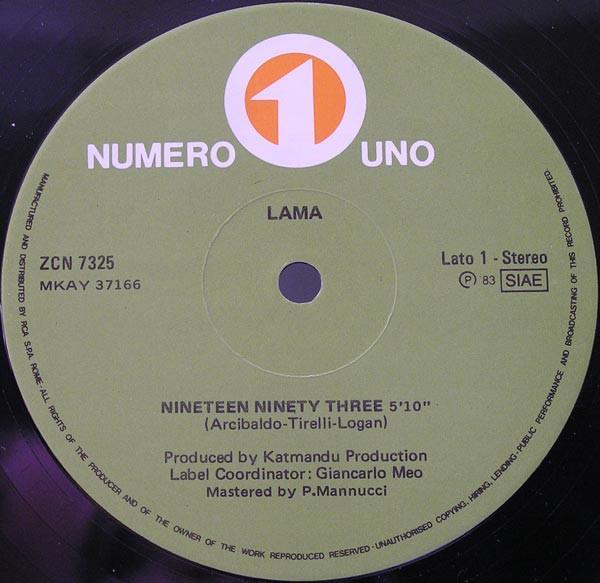 NUMERO 1 UNO
LAMA
ZCN 7325
MKAY 37166
Lato 1 - Stereo
Ⓟ 83 SIAE
NINETEEN NINETY THREE 5'10"
(Arcibaldo-Tirelli-Logan)
Produced by Katmandu Production
Label Coordinator: Giancarlo Meo
Mastered by P.Mannucci
MANUFACTURED AND DISTRIBUTED BY RCA S.P.A. ROME-ALL RIGHTS OF THE PRODUCER AND OF THE OWNER OF THE WORK REPRODUCED RESERVED-UNAUTHORISED COPYING, HIRING, LENDING-PUBLIC PERFORMANCE AND BROADCASTING OF THIS RECORD PROHIBITED.